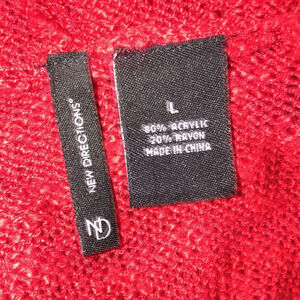 NEW DIRECTIONS®
ND
L
80% ACRYLIC
20% RAYON
MADE IN CHINA